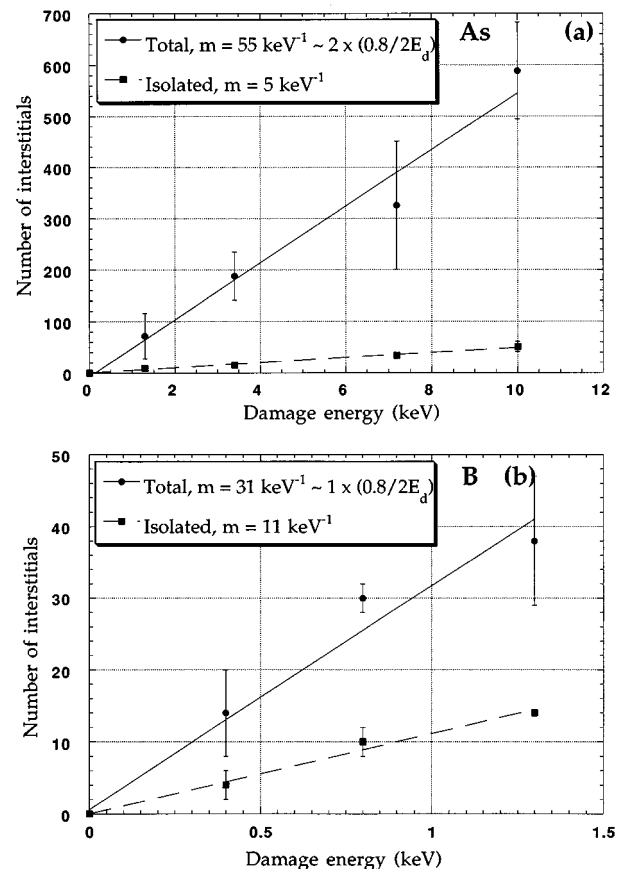 As (a)
Total, m = 55 keV⁻¹ ~ 2 x (0.8/2E_d)
Isolated, m = 5 keV⁻¹
Number of interstitials
700
600
500
400
300
200
100
0
0 2 4 6 8 10 12
Damage energy (keV)
B (b)
Total, m = 31 keV⁻¹ ~ 1 x (0.8/2E_d)
Isolated, m = 11 keV⁻¹
Number of interstitials
50
40
30
20
10
0
0 0.5 1 1.5
Damage energy (keV)